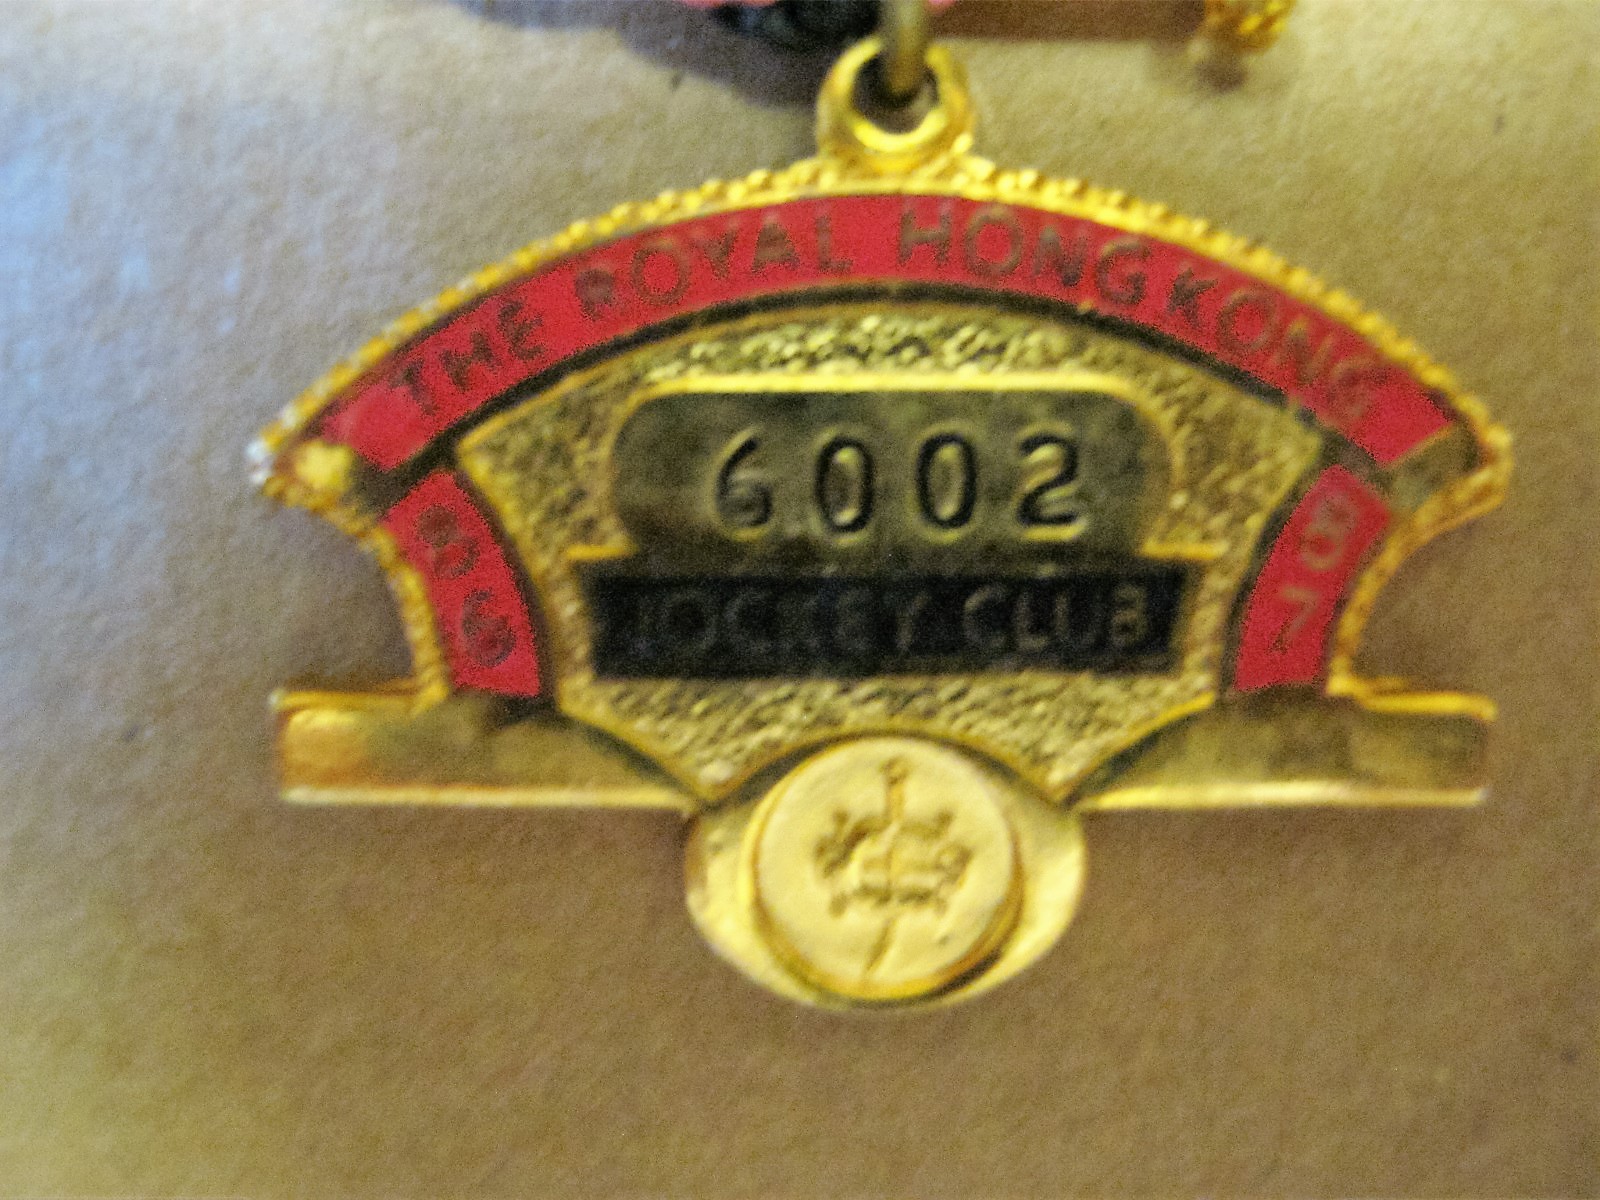 THE ROYAL HONG KONG
6002
JOCKEY CLUB
86
87